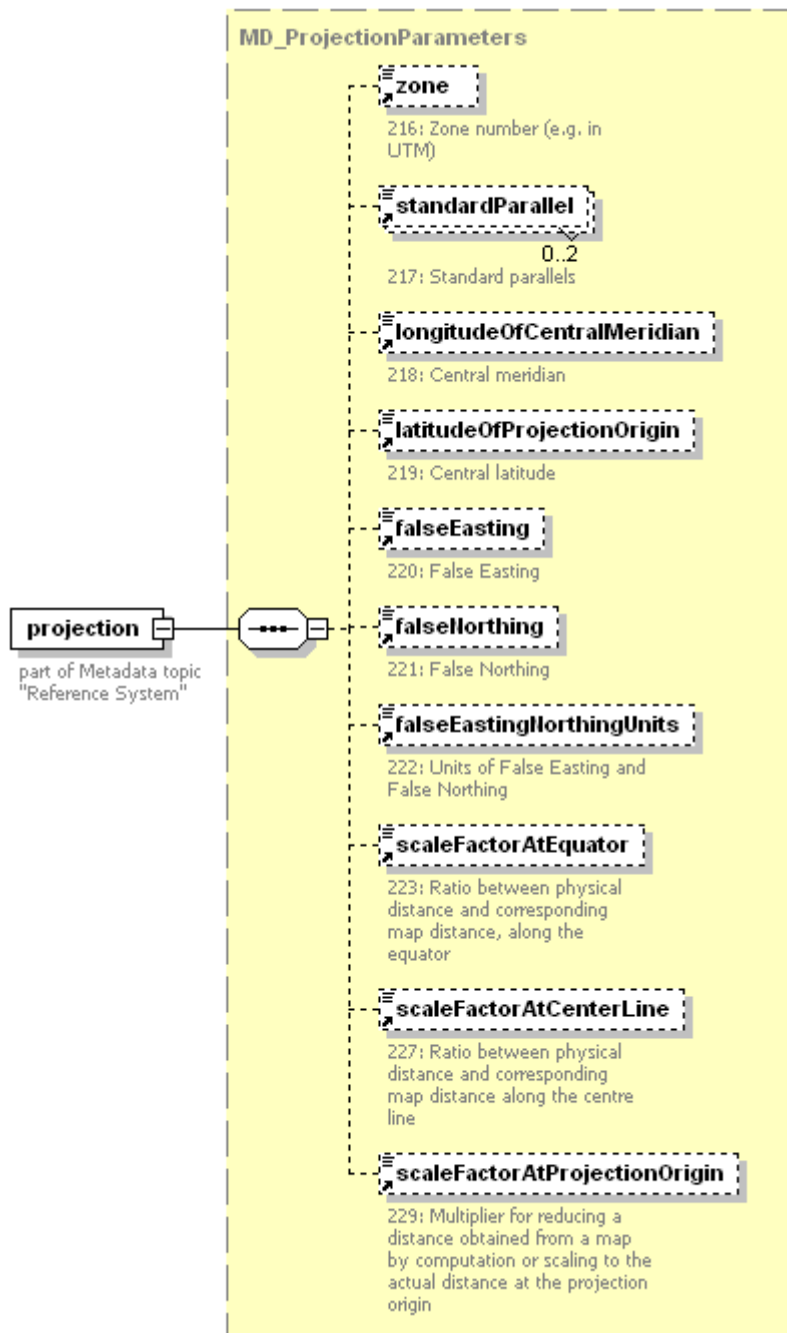 MD_ProjectionParameters
zone
216: Zone number (e.g. in
UTM)
standardParallel
0..2
217: Standard parallels
longitudeOfCentralMeridian
218: Central meridian
latitudeOfProjectionOrigin
219: Central latitude
falseEasting
220: False Easting
projection
part of Metadata topic
"Reference System"
falseNorthing
221: False Northing
falseEastingNorthingUnits
222: Units of False Easting and
False Northing
scaleFactorAtEquator
223: Ratio between physical
distance and corresponding
map distance, along the
equator
scaleFactorAtCenterLine
227: Ratio between physical
distance and corresponding
map distance along the centre
line
scaleFactorAtProjectionOrigin
229: Multiplier for reducing a
distance obtained from a map
by computation or scaling to the
actual distance at the projection
origin